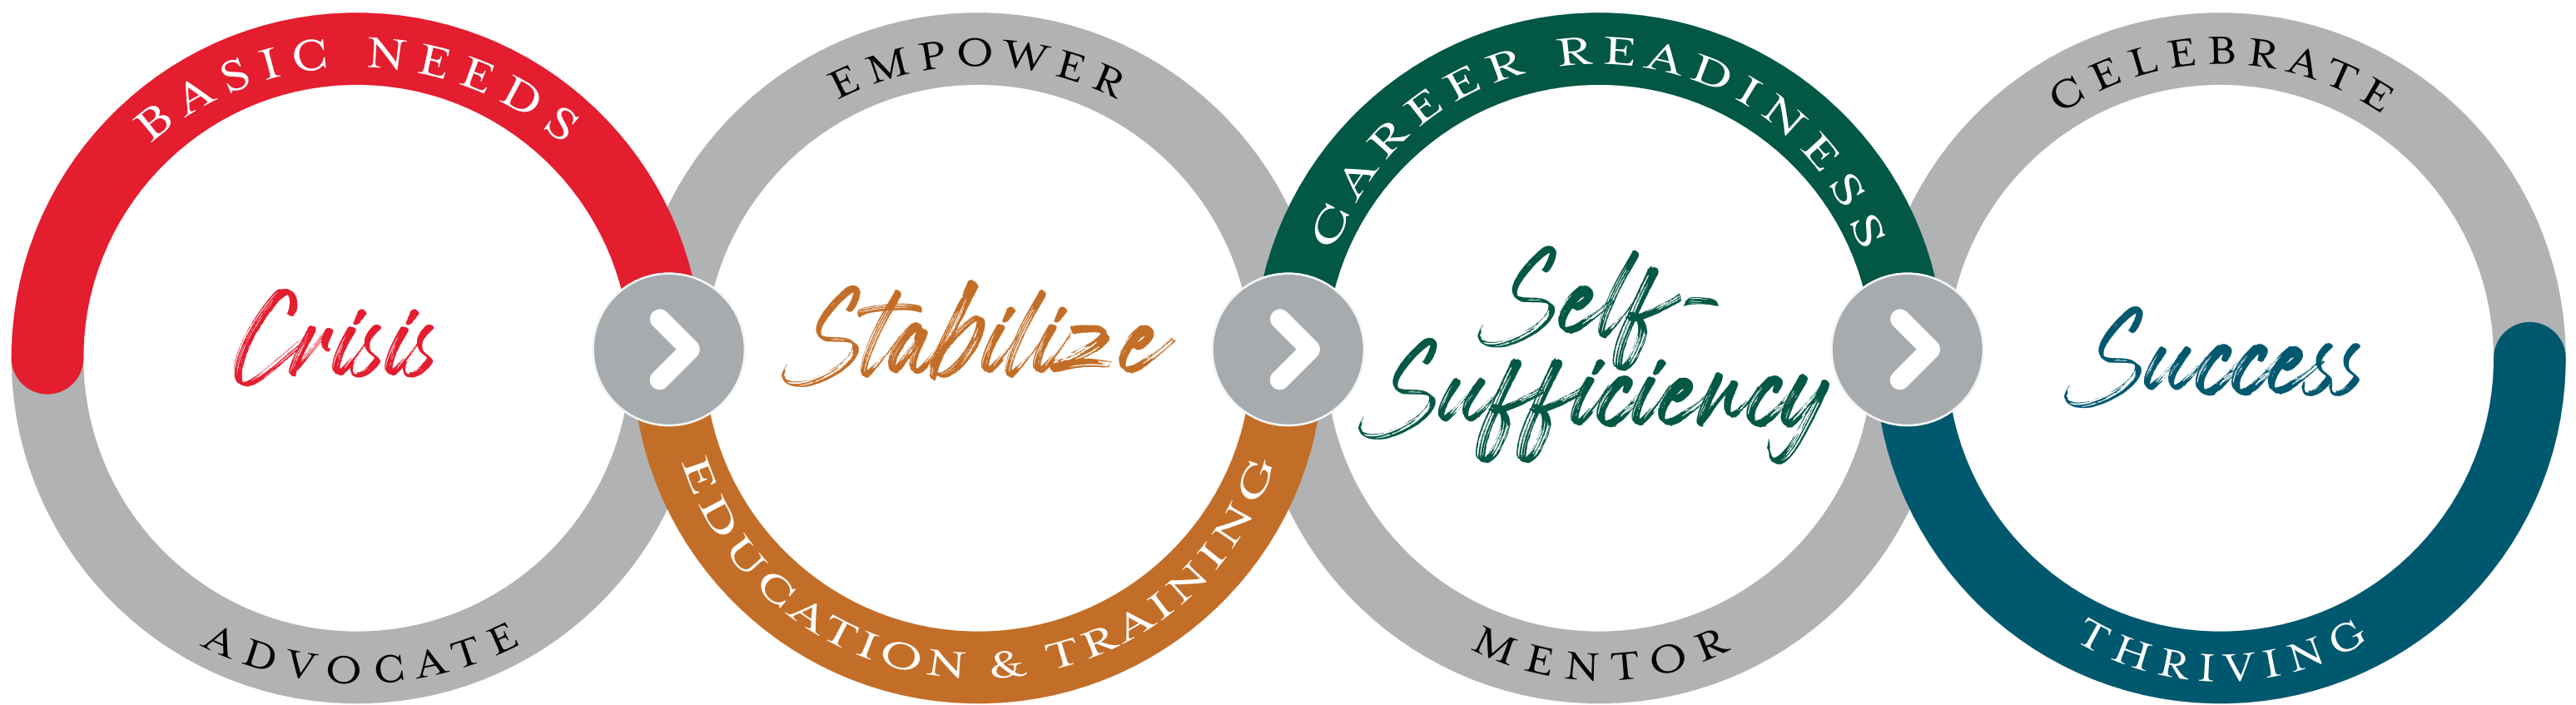 BASIC NEEDS
Crisis
ADVOCATE
EMPOWER
Stabilize
EDUCATION & TRAINING
CAREER READINESS
Self-
Sufficiency
MENTOR
CELEBRATE
Success
THRIVING